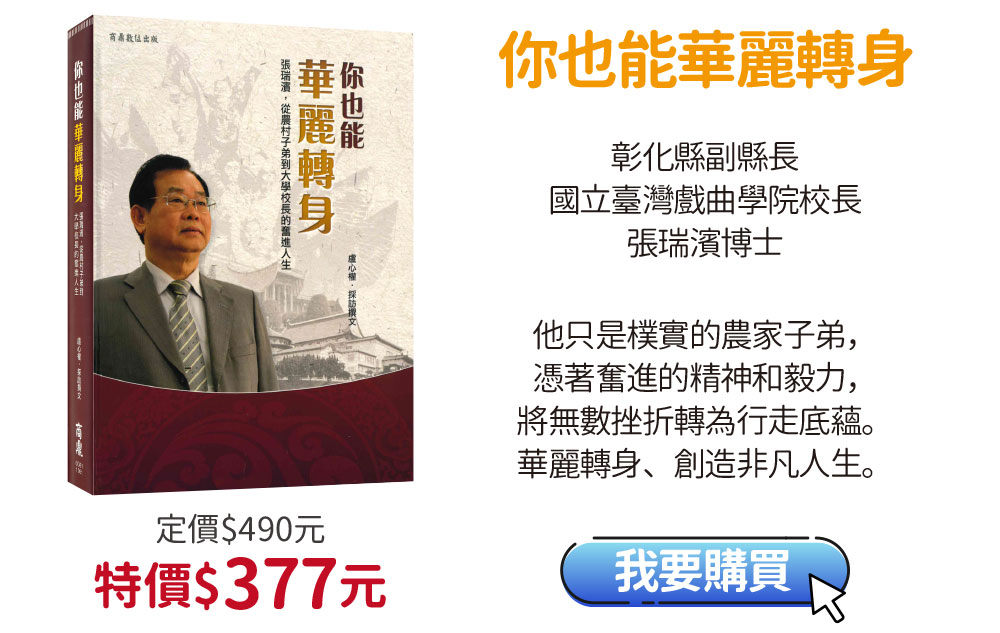 商鼎數位出版
你也能
華麗轉身
張瑞濱，從農村子弟到大學校長的奮進人生
盧心權．採訪撰文
你也能 華麗轉身
張瑞濱，從農村子弟到
大學校長的奮進人生
盧心權．採訪撰文
商鼎
定價$490元
特價$377元
你也能華麗轉身
彰化縣副縣長
國立臺灣戲曲學院校長
張瑞濱博士
他只是樸實的農家子弟，
憑著奮進的精神和毅力，
將無數挫折轉為行走底蘊。
華麗轉身、創造非凡人生。
我要購買